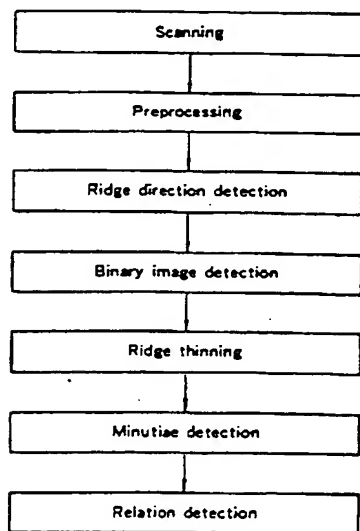 Scanning
Preprocessing
Ridge direction detection
Binary image detection
Ridge thinning
Minutiae detection
Relation detection